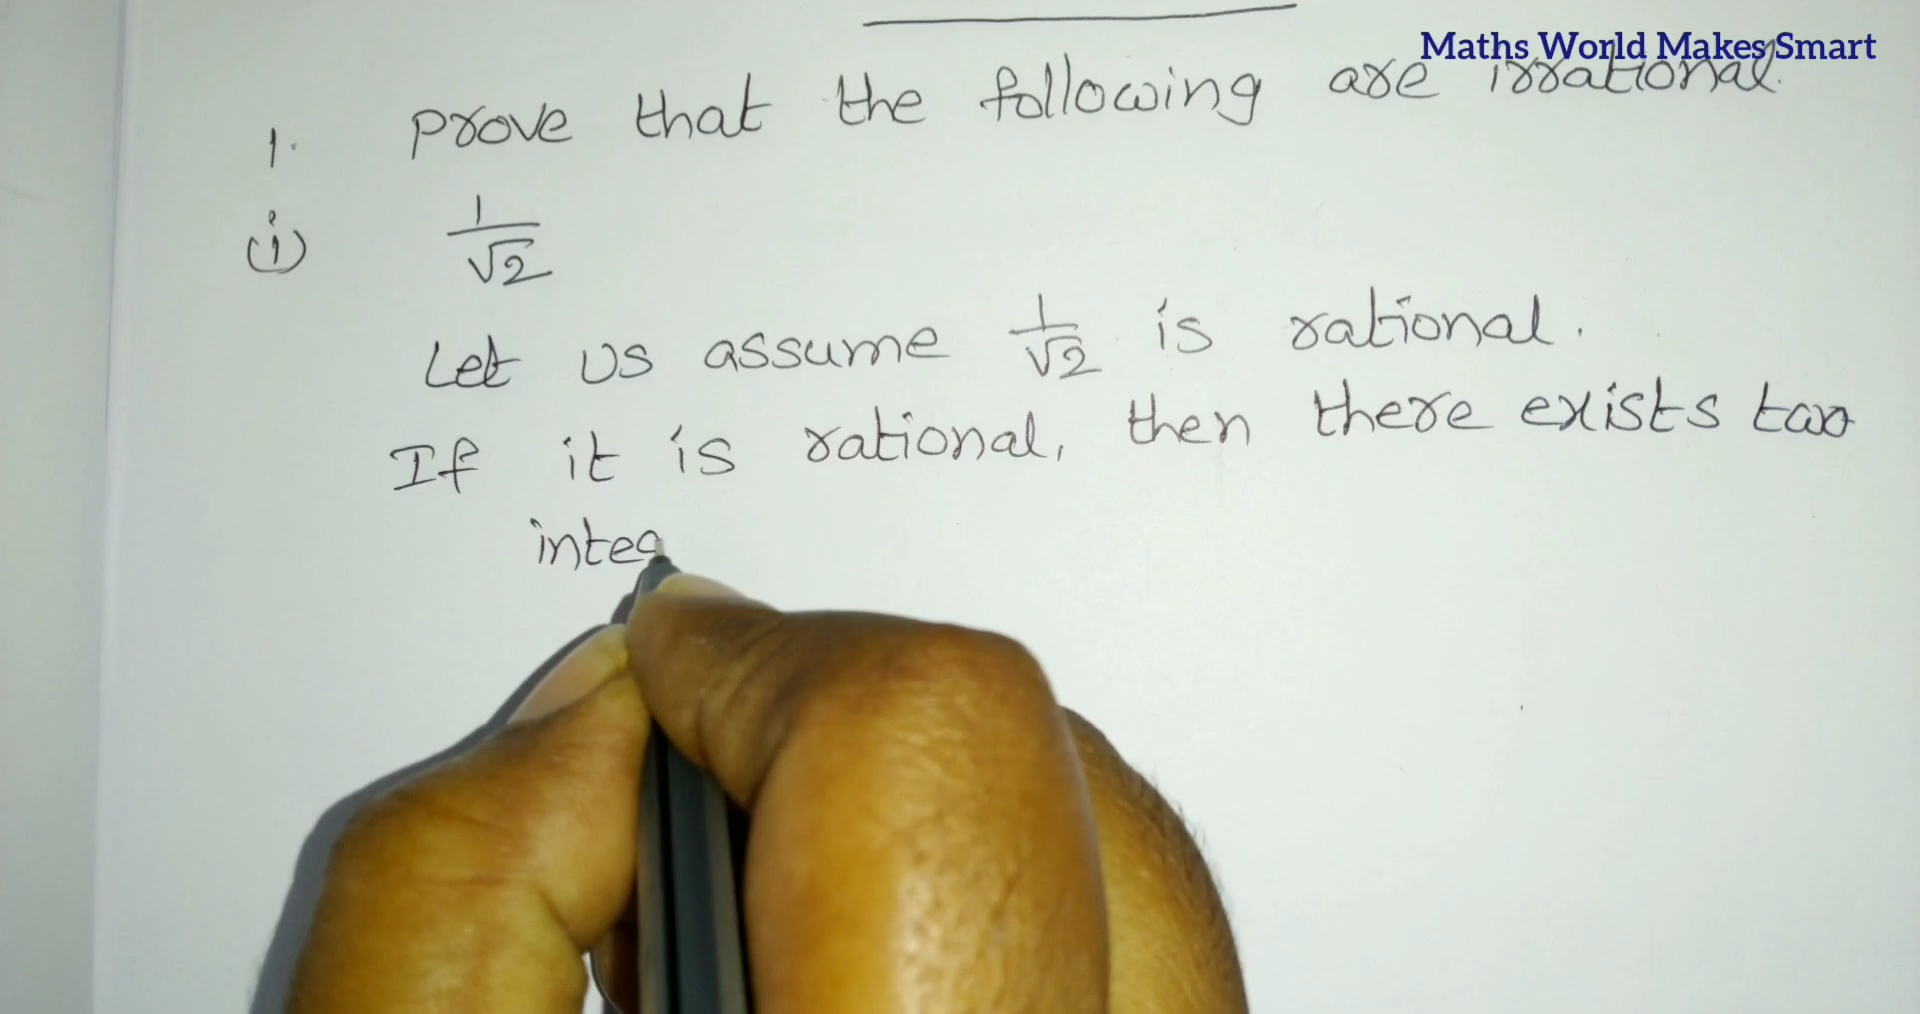 Maths World Makes Smart
1. prove that the following are irrational.
(i) 1/√2
Let us assume 1/√2 is rational.
If it is rational, then there exists two
integ